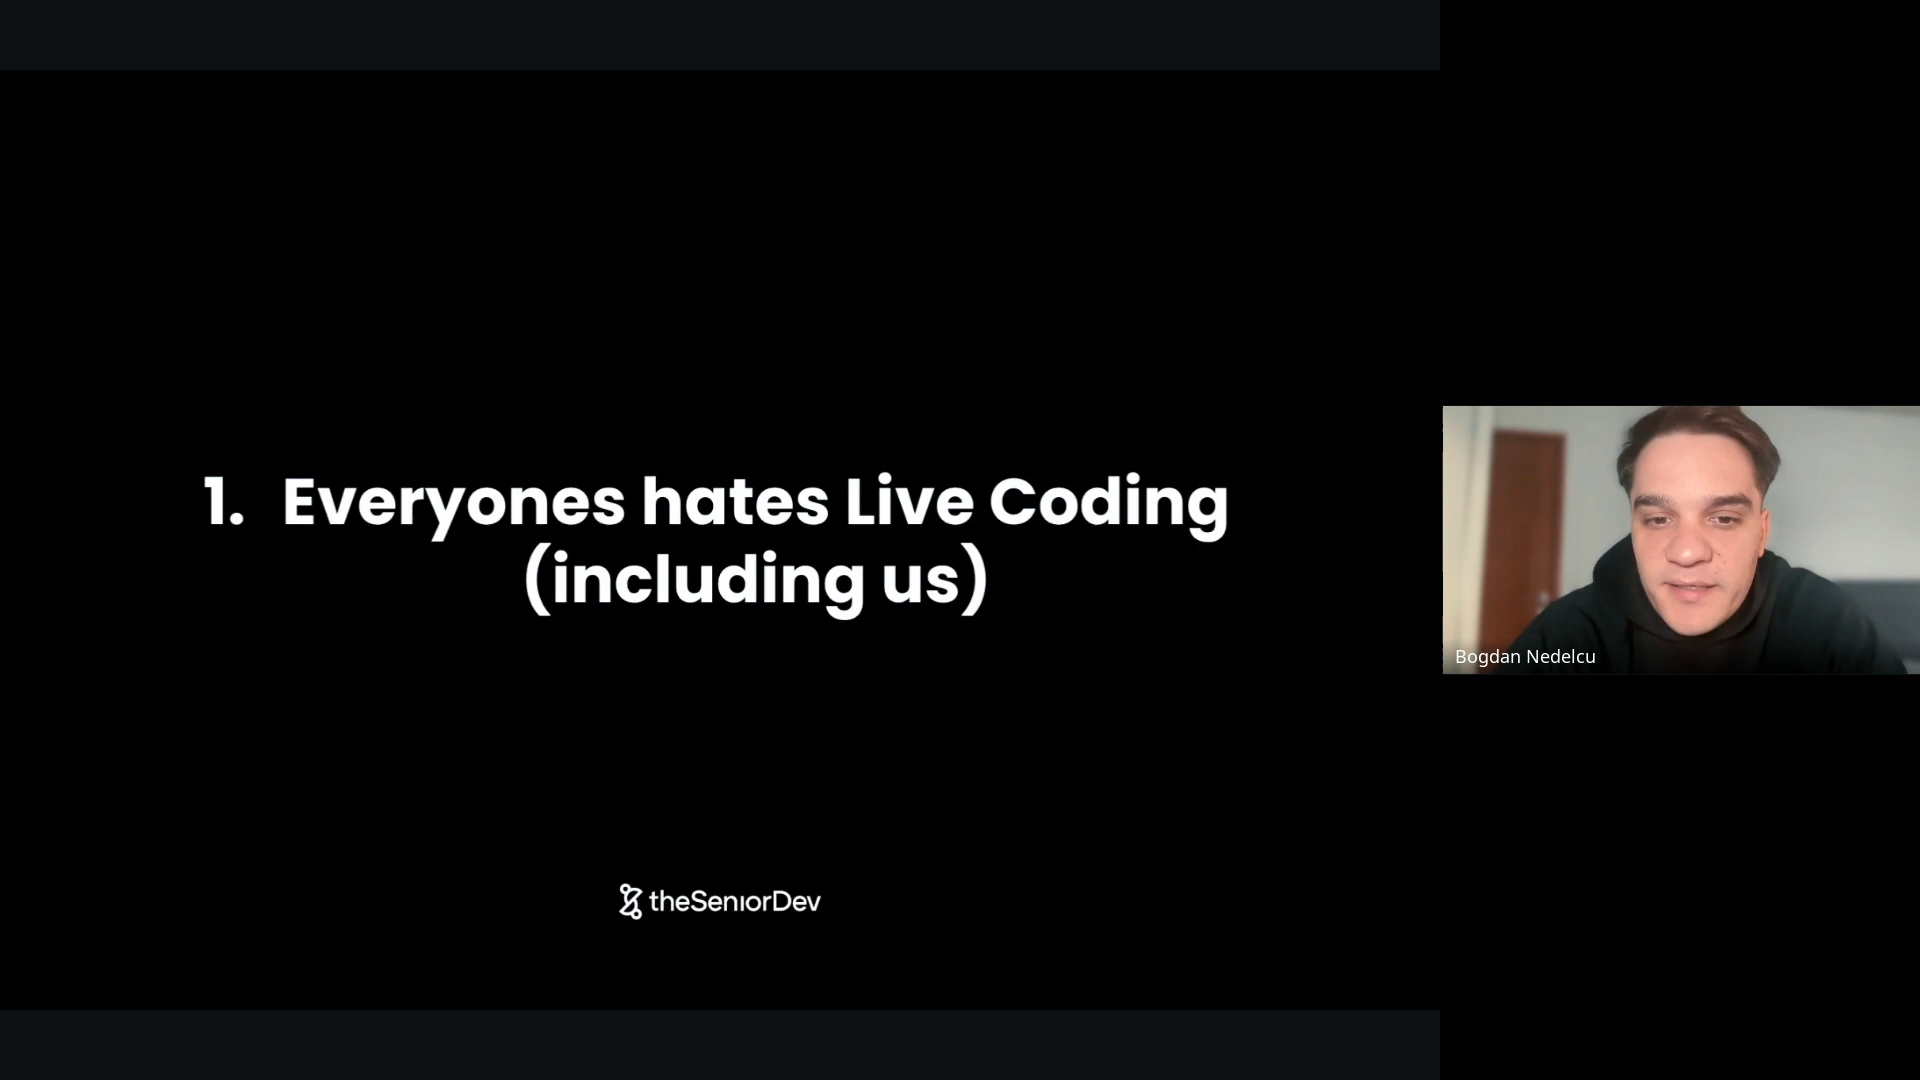 1. Everyones hates Live Coding
(including us)
Bogdan Nedelcu
theSeniorDev